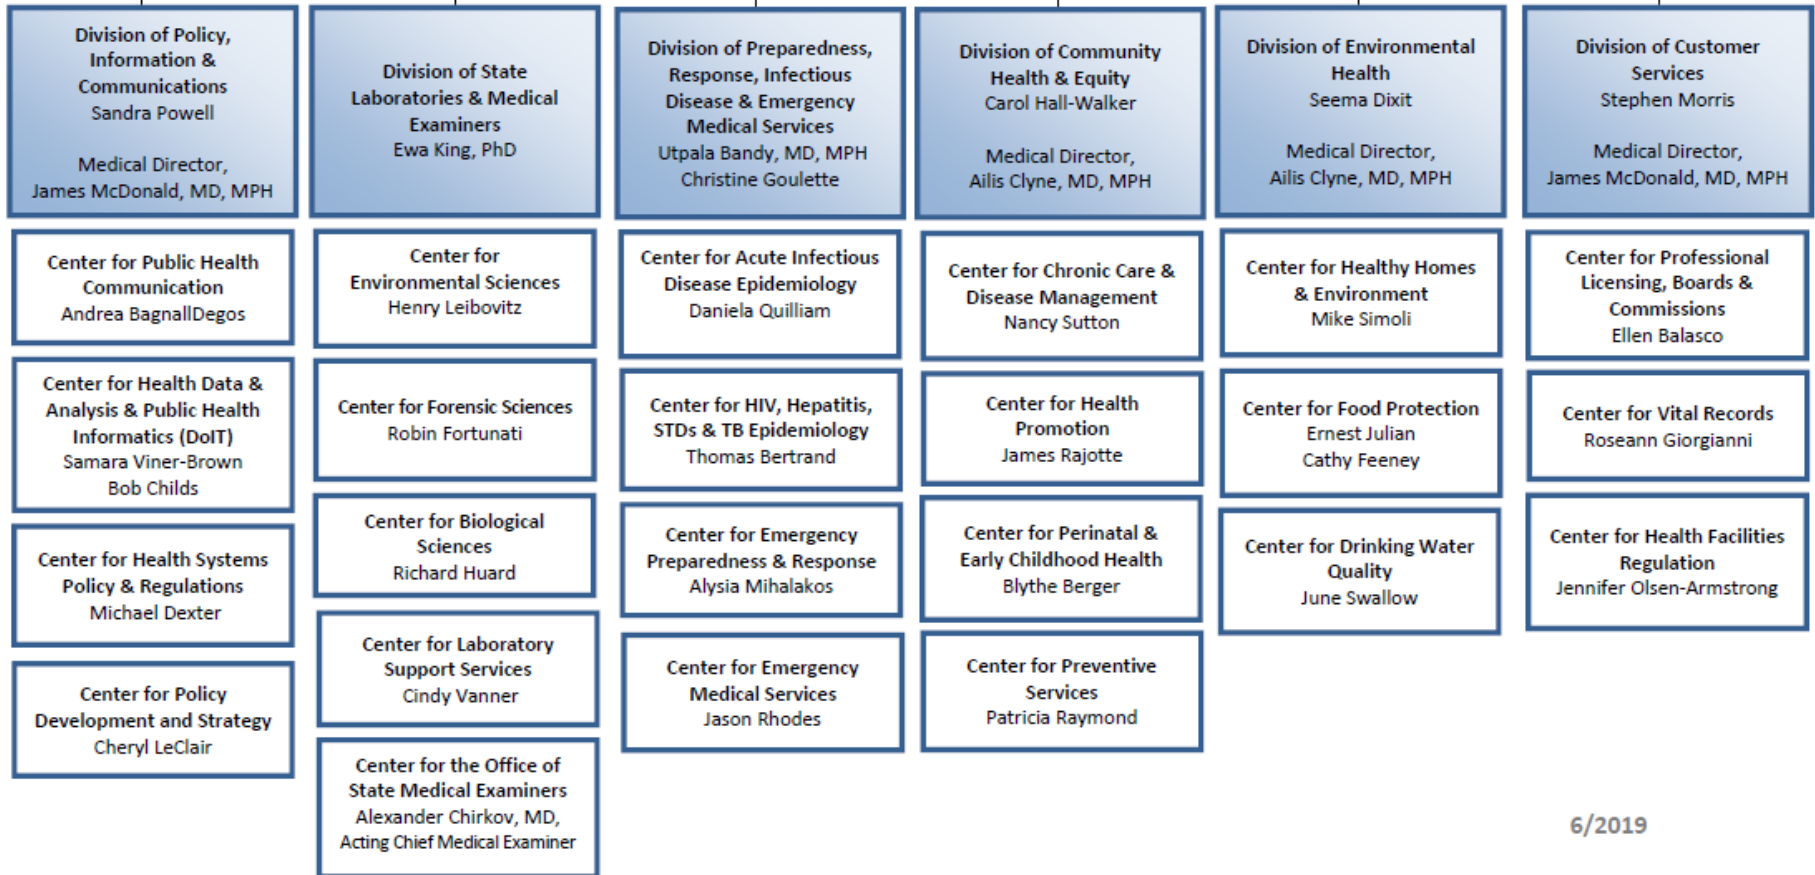 Division of Policy,
Information &
Communications
Sandra Powell
Medical Director,
James McDonald, MD, MPH
Center for Public Health
Communication
Andrea BagnallDegos
Center for Health Data &
Analysis & Public Health
Informatics (DoIT)
Samara Viner-Brown
Bob Childs
Center for Health Systems
Policy & Regulations
Michael Dexter
Center for Policy
Development and Strategy
Cheryl LeClair
Division of State
Laboratories & Medical
Examiners
Ewa King, PhD
Center for
Environmental Sciences
Henry Leibovitz
Center for Forensic Sciences
Robin Fortunati
Center for Biological
Sciences
Richard Huard
Center for Laboratory
Support Services
Cindy Vanner
Center for the Office of
State Medical Examiners
Alexander Chirkov, MD,
Acting Chief Medical Examiner
Division of Preparedness,
Response, Infectious
Disease & Emergency
Medical Services
Utpala Bandy, MD, MPH
Christine Goulette
Center for Acute Infectious
Disease Epidemiology
Daniela Quilliam
Center for HIV, Hepatitis,
STDs & TB Epidemiology
Thomas Bertrand
Center for Emergency
Preparedness & Response
Alysia Mihalakos
Center for Emergency
Medical Services
Jason Rhodes
Division of Community
Health & Equity
Carol Hall-Walker
Medical Director,
Ailis Clyne, MD, MPH
Center for Chronic Care &
Disease Management
Nancy Sutton
Center for Health
Promotion
James Rajotte
Center for Perinatal &
Early Childhood Health
Blythe Berger
Center for Preventive
Services
Patricia Raymond
Division of Environmental
Health
Seema Dixit
Medical Director,
Ailis Clyne, MD, MPH
Center for Healthy Homes
& Environment
Mike Simoli
Center for Food Protection
Ernest Julian
Cathy Feeney
Center for Drinking Water
Quality
June Swallow
Division of Customer
Services
Stephen Morris
Medical Director,
James McDonald, MD, MPH
Center for Professional
Licensing, Boards &
Commissions
Ellen Balasco
Center for Vital Records
Roseann Giorgianni
Center for Health Facilities
Regulation
Jennifer Olsen-Armstrong
6/2019